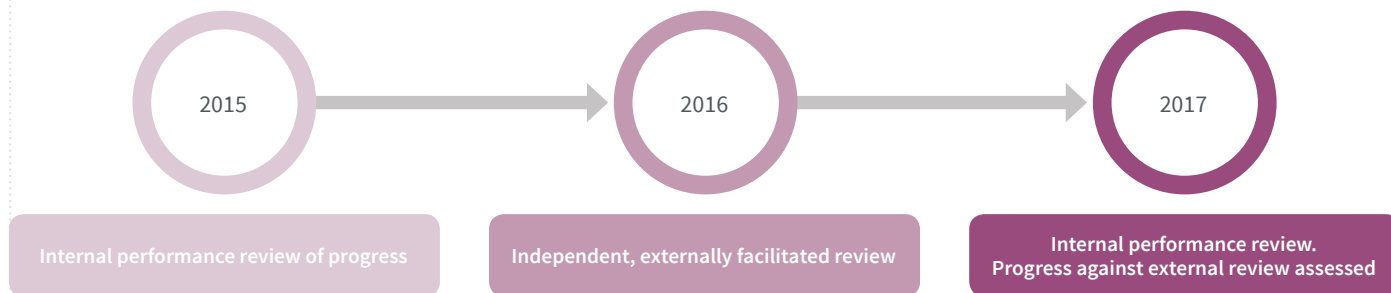 2015
2016
2017
Internal performance review of progress
Independent, externally facilitated review
Internal performance review.
Progress against external review assessed